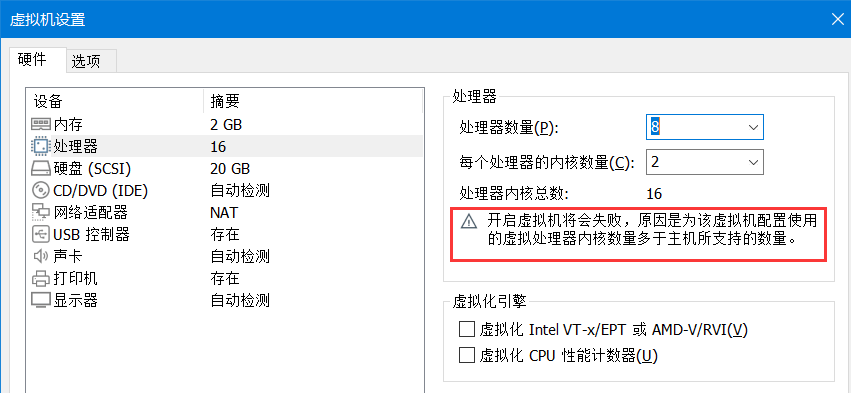 虚拟机设置
硬件
选项
设备 摘要
内存 2 GB
处理器 16
硬盘 (SCSI) 20 GB
CD/DVD (IDE) 自动检测
网络适配器 NAT
USB 控制器 存在
声卡 自动检测
打印机 存在
显示器 自动检测
处理器
处理器数量(P): 8
每个处理器的内核数量(C): 2
处理器内核总数: 16
开启虚拟机将会失败，原因是为该虚拟机配置使用
的虚拟处理器内核数量多于主机所支持的数量。
虚拟化引擎
虚拟化 Intel VT-x/EPT 或 AMD-V/RVI(V)
虚拟化 CPU 性能计数器(U)